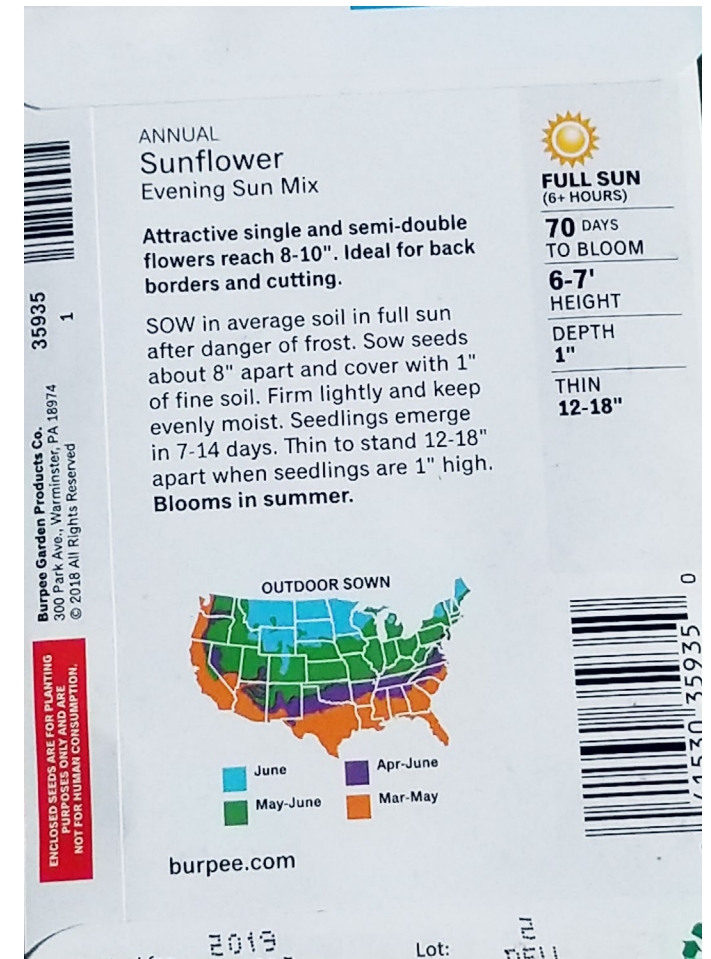 ANNUAL
Sunflower
Evening Sun Mix
Attractive single and semi-double
flowers reach 8-10". Ideal for back
borders and cutting.
SOW in average soil in full sun
after danger of frost. Sow seeds
about 8" apart and cover with 1"
of fine soil. Firm lightly and keep
evenly moist. Seedlings emerge
in 7-14 days. Thin to stand 12-18"
apart when seedlings are 1" high.
Blooms in summer.
FULL SUN
(6+ HOURS)
70 DAYS
TO BLOOM
6-7'
HEIGHT
DEPTH
1"
THIN
12-18"
OUTDOOR SOWN
June
Apr-June
May-June
Mar-May
burpee.com
35935
1
Burpee Garden Products Co.
300 Park Ave., Warminster, PA 18974
© 2018 All Rights Reserved
ENCLOSED SEEDS ARE FOR PLANTING
PURPOSES ONLY AND ARE
NOT FOR HUMAN CONSUMPTION.
35935 0
2019
Lot: